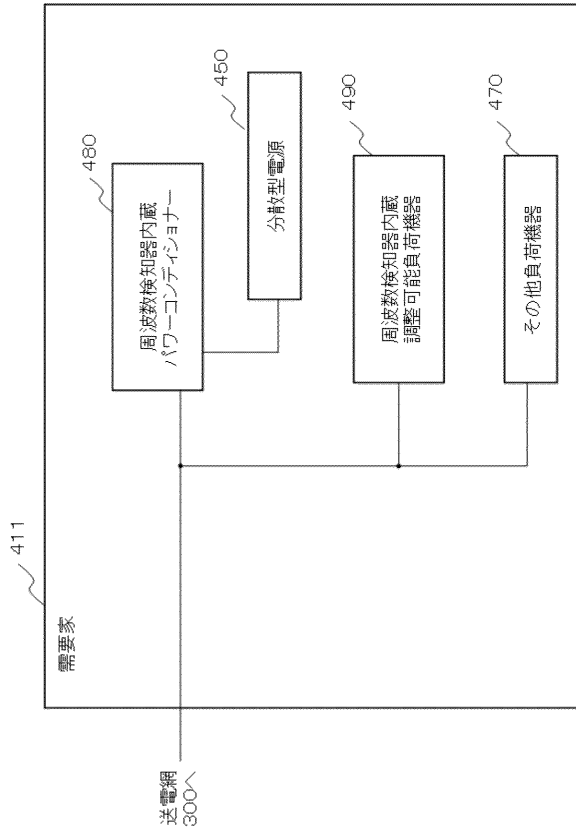 411
需要家
480
周波数検知器内蔵
パワーコンディショナー
450
分散型電源
490
周波数検知器内蔵
調整可能負荷機器
470
その他負荷機器
送電網
300へ